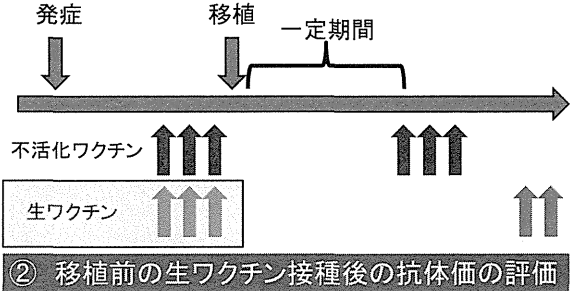 発症
移植
一定期間
不活化ワクチン
生ワクチン
② 移植前の生ワクチン接種後の抗体価の評価